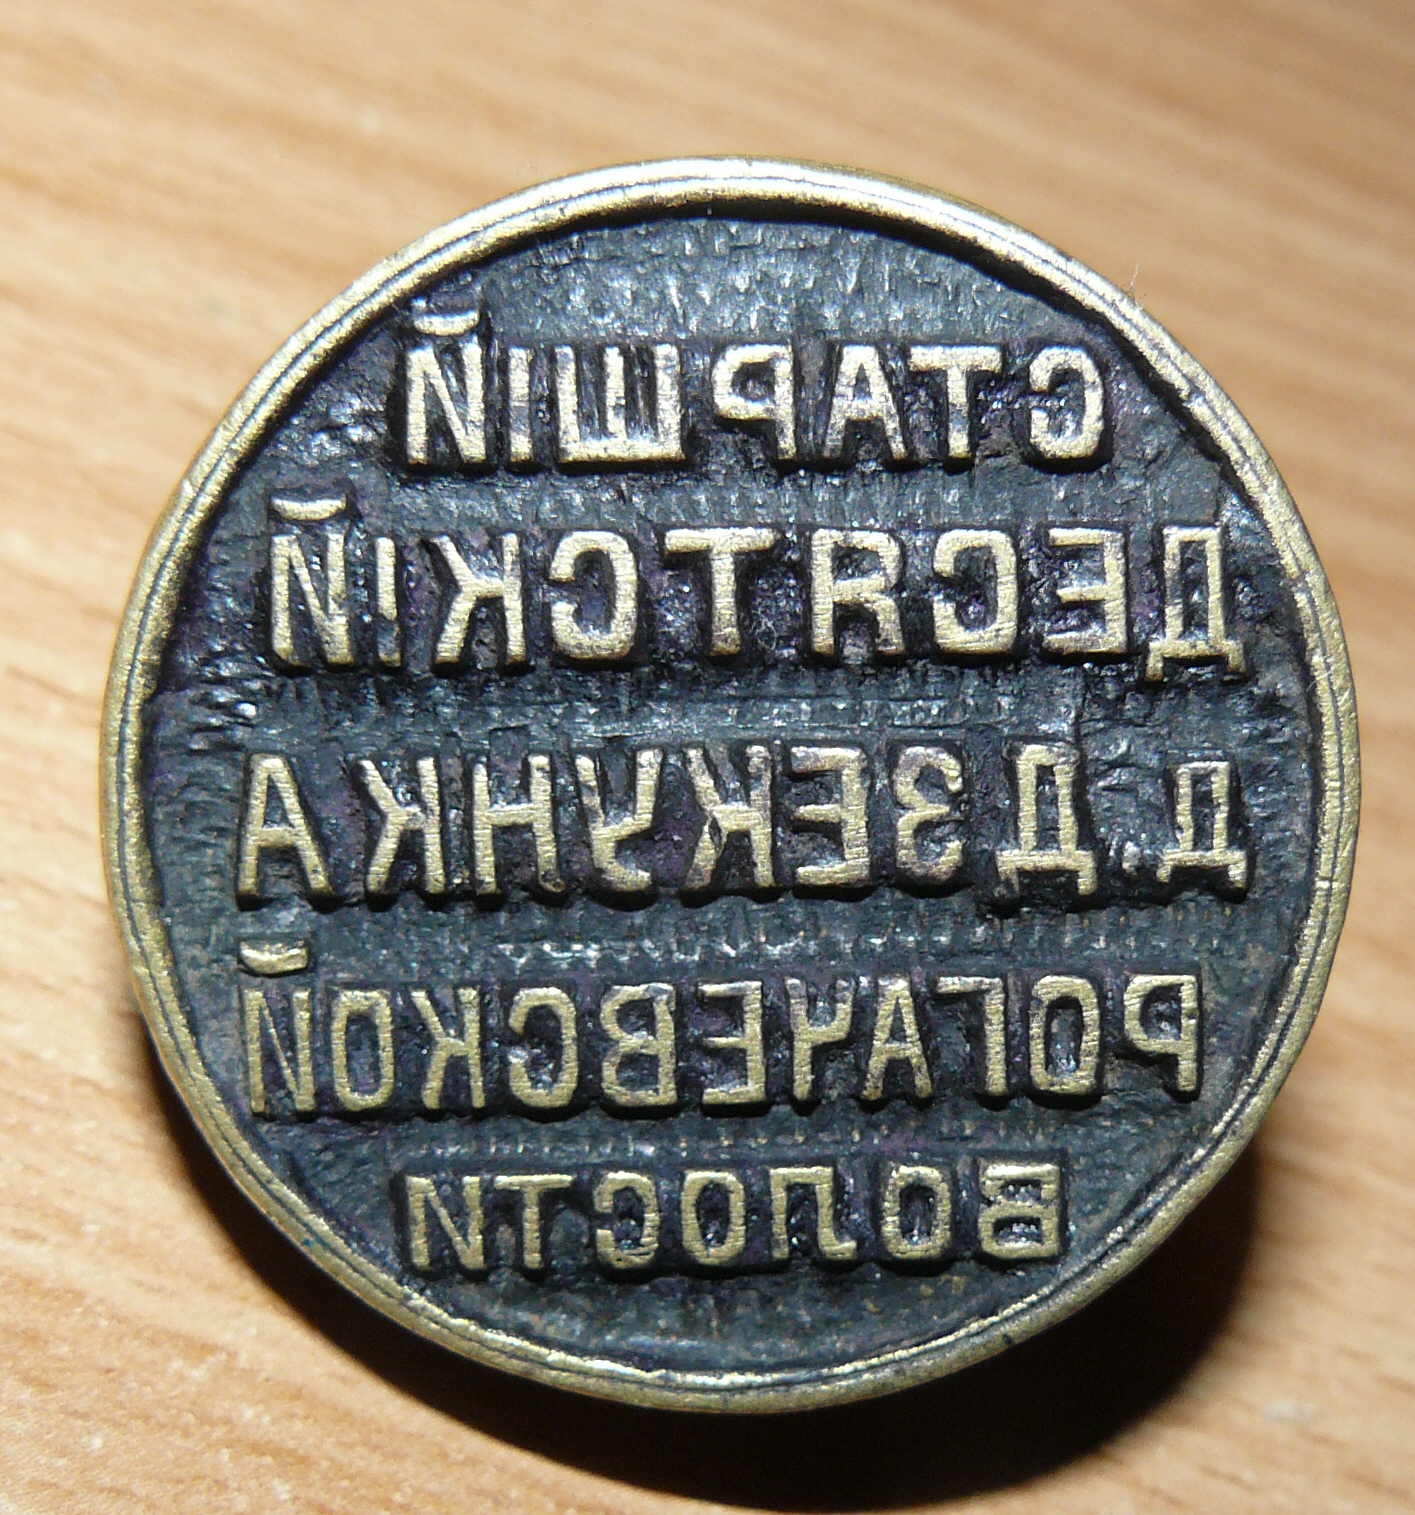 СТАРШІЙ
ДЕСЯТСКІЙ
Д. ДЗЕКУНКА
РОГАЧЕВСКОЙ
ВОЛОСТИ